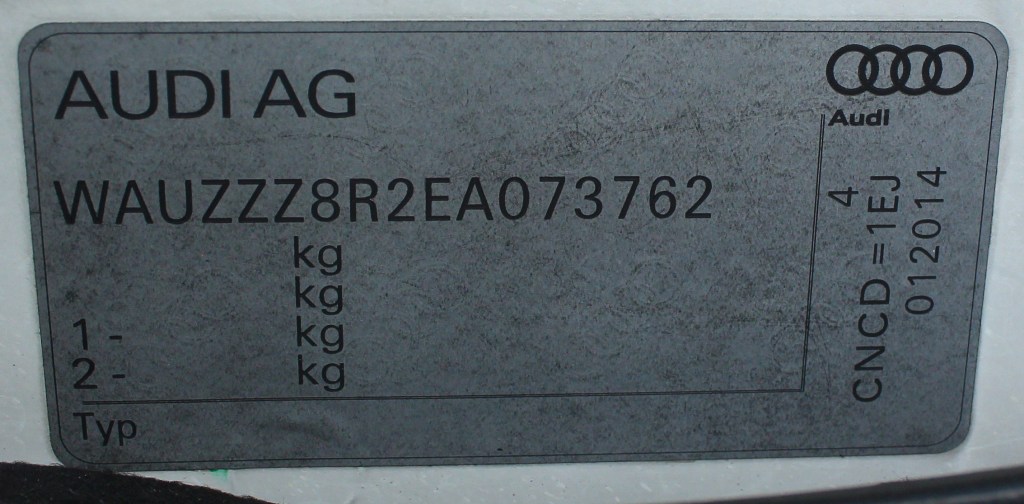 AUDI AG
Audi
WAUZZZ8R2EA073762
kg
kg
1 - kg
2 - kg
Typ
4
CNCD=1EJ
012014